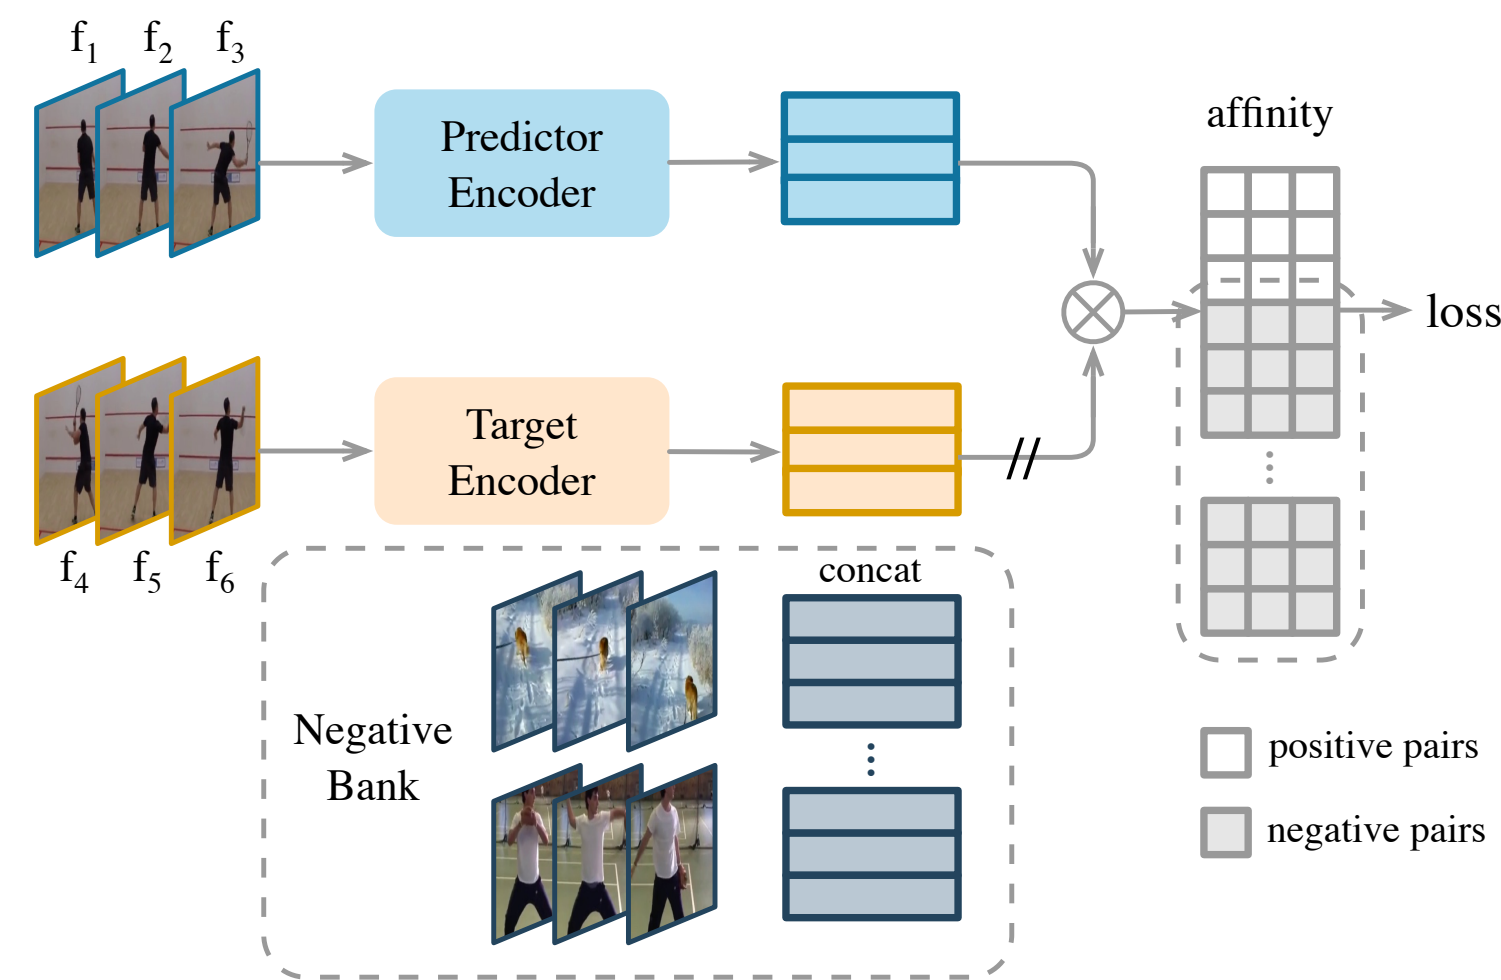 f1 f2 f3
Predictor
Encoder
affinity
loss
Target
Encoder
//
f4 f5 f6
concat
Negative
Bank
positive pairs
negative pairs